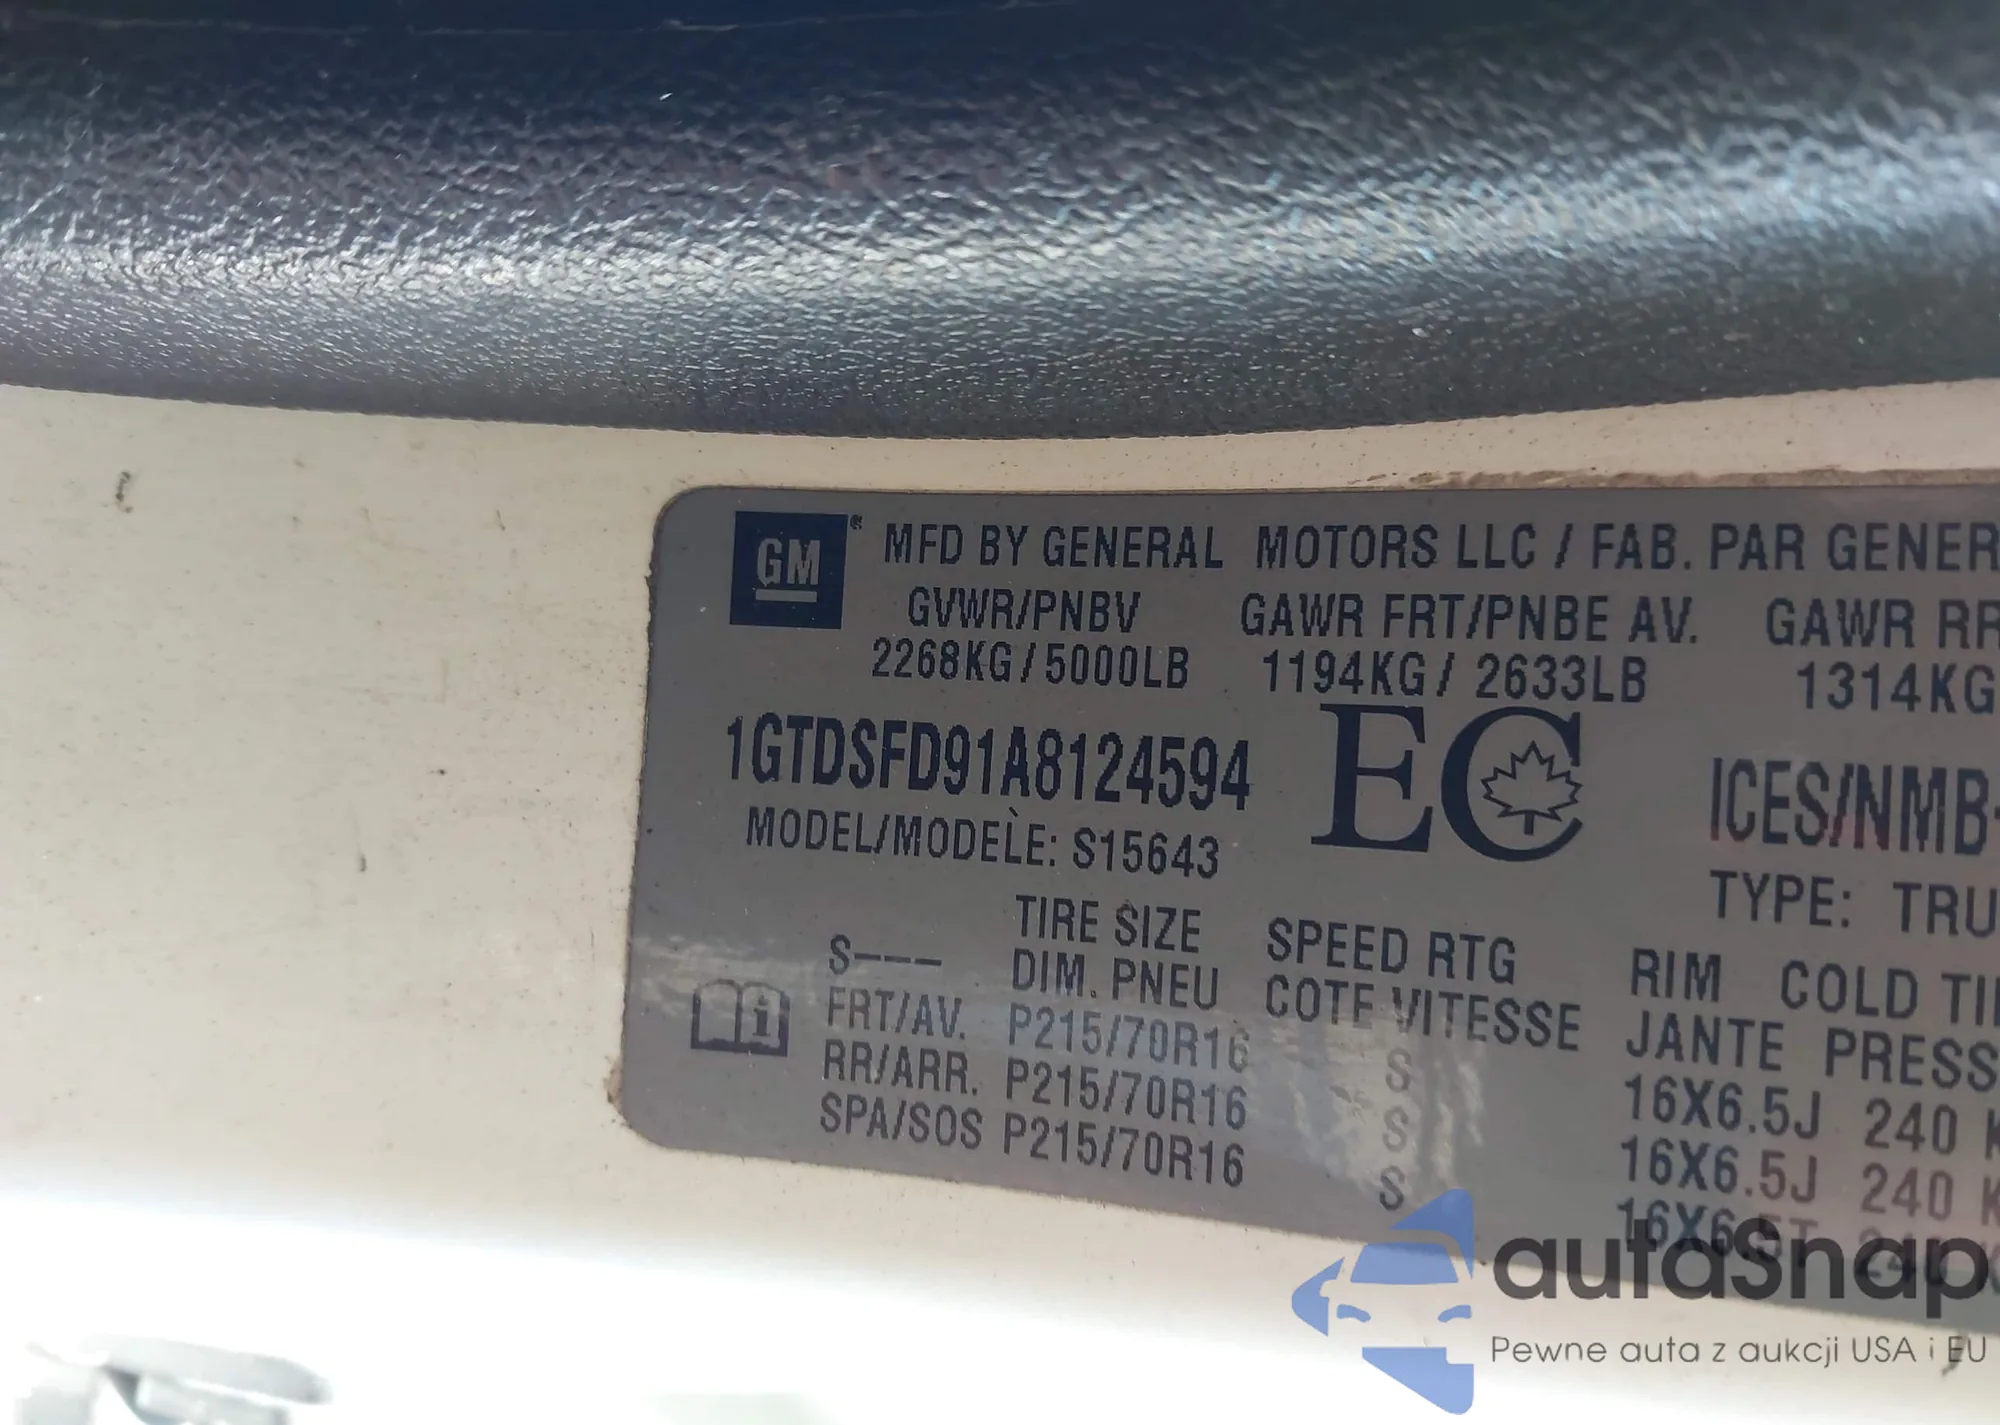 GM® MFD BY GENERAL MOTORS LLC / FAB. PAR GENER
GVWR/PNBV GAWR FRT/PNBE AV. GAWR RR
2268KG / 5000LB 1194KG / 2633LB 1314KG
1GTDSFD91A8124594 EC ICES/NMB-
MODEL/MODÈLE: S15643
TYPE: TRU
TIRE SIZE SPEED RTG RIM COLD TI
S––– DIM. PNEU COTE VITESSE JANTE PRESS
FRT/AV. P215/70R16 S 16X6.5J 240 K
RR/ARR. P215/70R16 S 16X6.5J 240 K
SPA/SOS P215/70R16 S 16X6.5T 240 K
autoSnap
Pewne auta z aukcji USA i EU